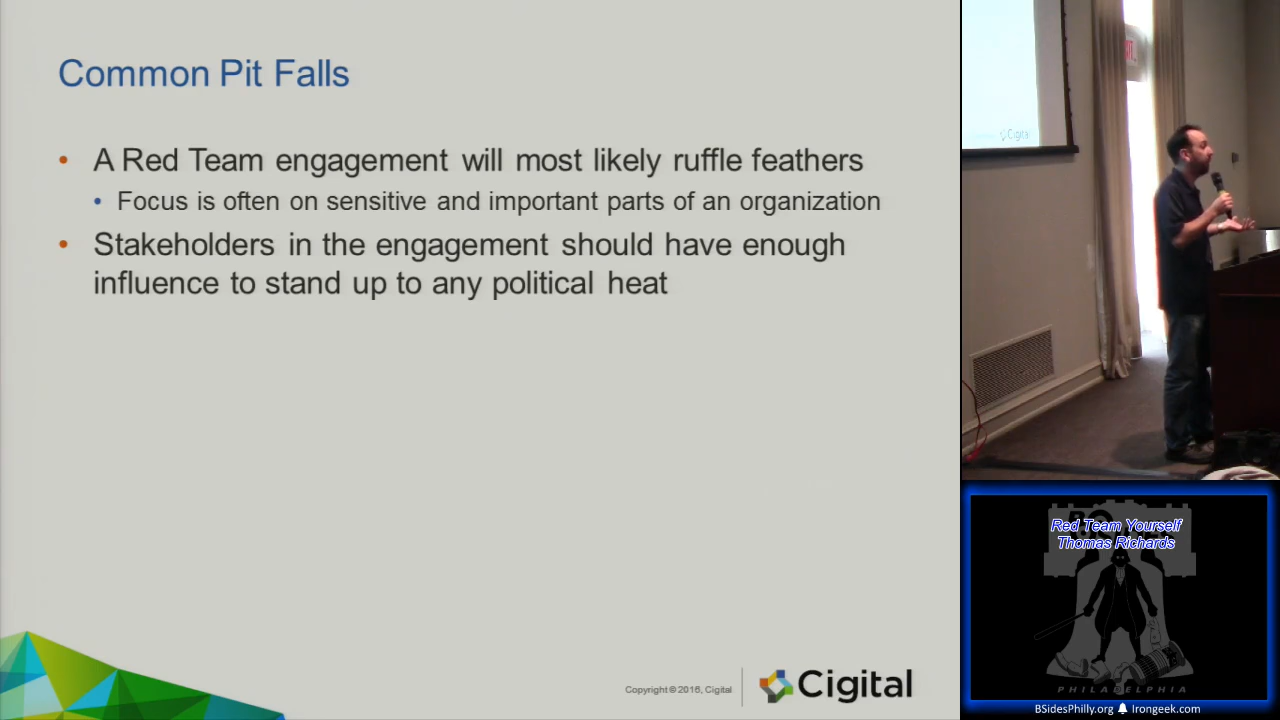 Common Pit Falls
• A Red Team engagement will most likely ruffle feathers
• Focus is often on sensitive and important parts of an organization
• Stakeholders in the engagement should have enough
influence to stand up to any political heat
Copyright © 2016, Cigital
Cigital
Cigital
Red Team Yourself
Thomas Richards
PHILADELPHIA
BSidesPhilly.org Irongeek.com